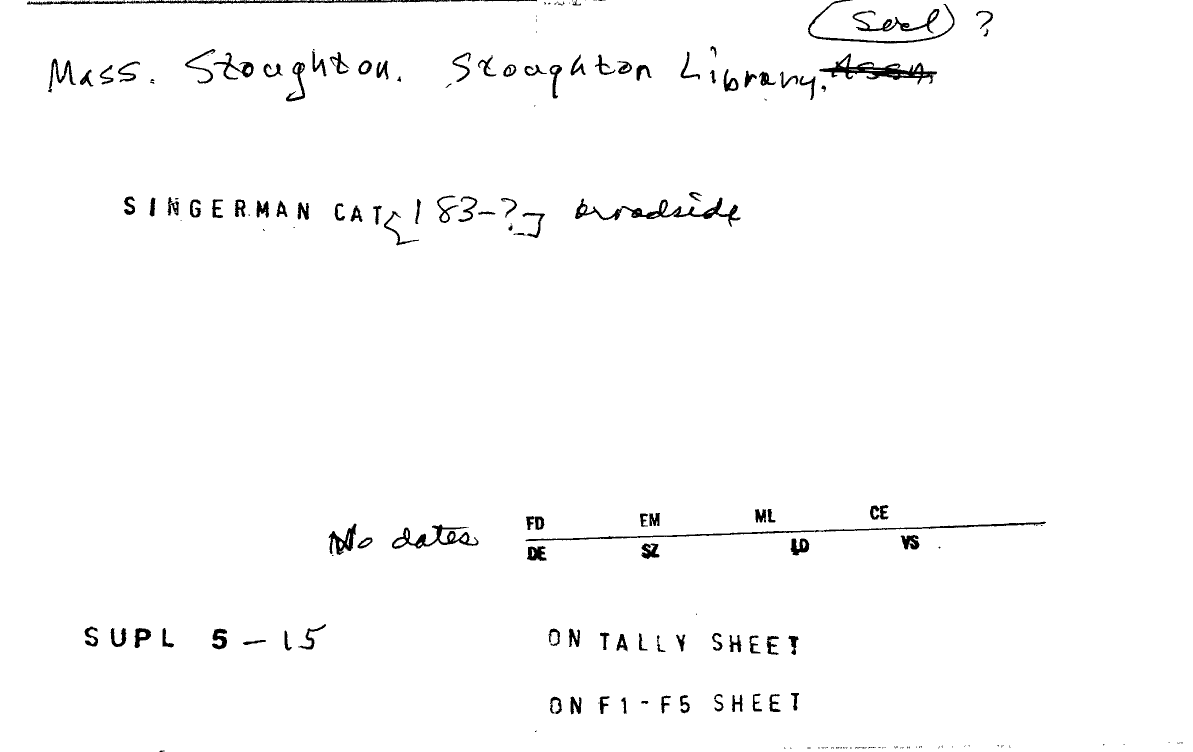 Socl ?
Mass. Stoughton. Stoughton Library. Assn.
SINGERMAN CAT [183-?] broadside
No dates
FD EM ML CE
DE SZ LD VS
SUPL 5-15
ON TALLY SHEET
ON F1-F5 SHEET